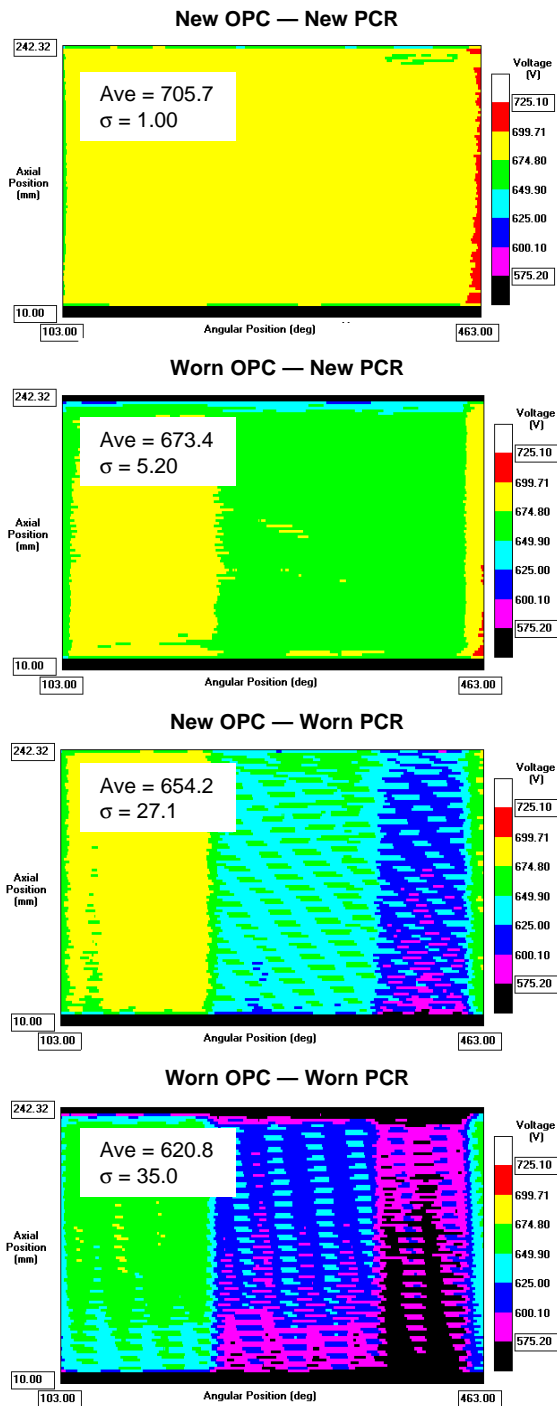 New OPC — New PCR
242.32
Ave = 705.7
σ = 1.00
Axial
Position
(mm)
10.00
103.00
Angular Position (deg)
463.00
Voltage
(V)
725.10
699.71
674.80
649.90
625.00
600.10
575.20
Worn OPC — New PCR
242.32
Ave = 673.4
σ = 5.20
Axial
Position
(mm)
10.00
103.00
Angular Position (deg)
463.00
Voltage
(V)
725.10
699.71
674.80
649.90
625.00
600.10
575.20
New OPC — Worn PCR
242.32
Ave = 654.2
σ = 27.1
Axial
Position
(mm)
10.00
103.00
Angular Position (deg)
463.00
Voltage
(V)
725.10
699.71
674.80
649.90
625.00
600.10
575.20
Worn OPC — Worn PCR
242.32
Ave = 620.8
σ = 35.0
Axial
Position
(mm)
10.00
103.00
Angular Position (deg)
463.00
Voltage
(V)
725.10
699.71
674.80
649.90
625.00
600.10
575.20